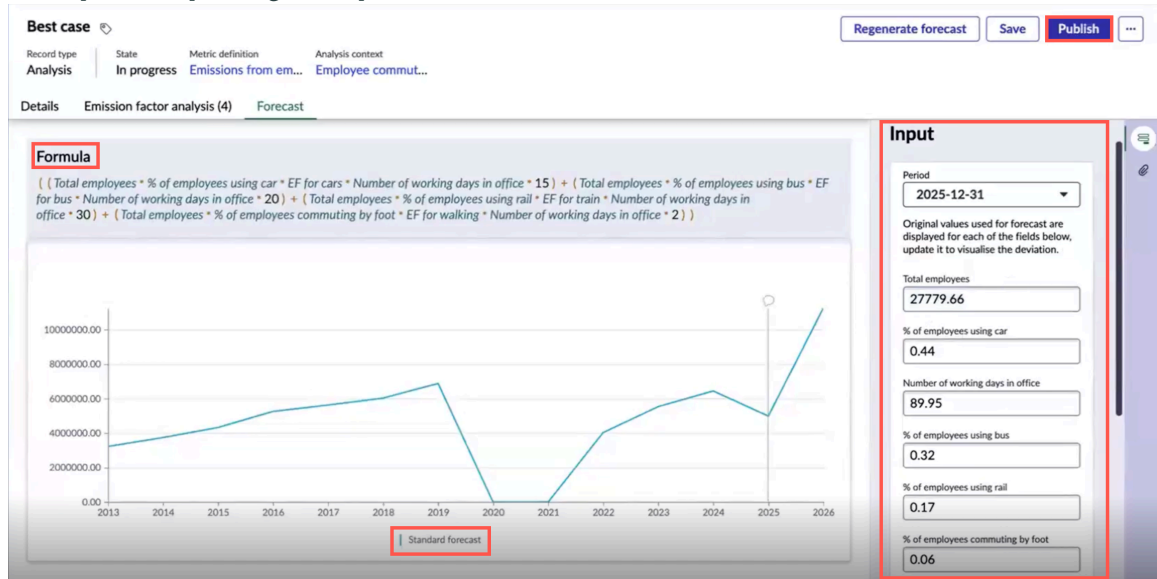 Best case
Regenerate forecast
Save
Publish
...
Record type
State
Metric definition
Analysis context
Analysis
In progress
Emissions from em...
Employee commut...
Details
Emission factor analysis (4)
Forecast
Formula
( ( Total employees * % of employees using car * EF for cars * Number of working days in office * 15 ) + ( Total employees * % of employees using bus * EF
for bus * Number of working days in office * 20 ) + ( Total employees * % of employees using rail * EF for train * Number of working days in
office * 30 ) + ( Total employees * % of employees commuting by foot * EF for walking * Number of working days in office * 2 ) )
10000000.00
8000000.00
6000000.00
4000000.00
2000000.00
0.00
2013 2014 2015 2016 2017 2018 2019 2020 2021 2022 2023 2024 2025 2026
Standard forecast
Input
Period
2025-12-31
Original values used for forecast are
displayed for each of the fields below,
update it to visualise the deviation.
Total employees
27779.66
% of employees using car
0.44
Number of working days in office
89.95
% of employees using bus
0.32
% of employees using rail
0.17
% of employees commuting by foot
0.06